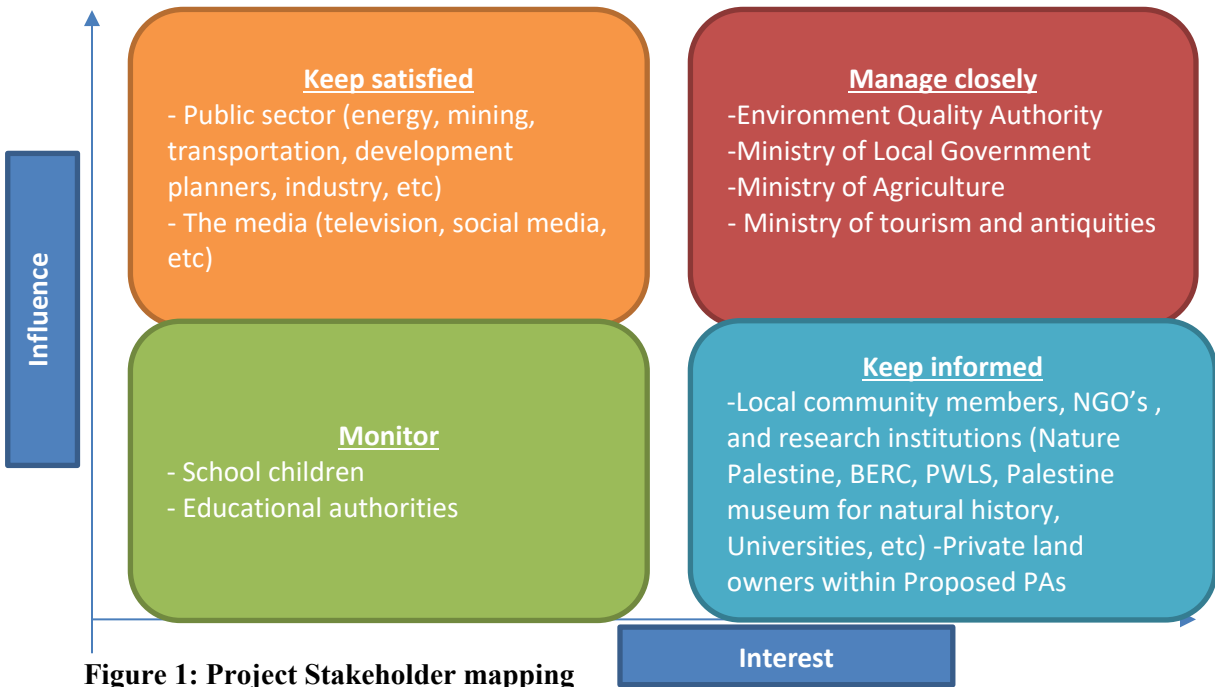 Keep satisfied
- Public sector (energy, mining,
transportation, development
planners, industry, etc)
- The media (television, social media,
etc)
Manage closely
-Environment Quality Authority
-Ministry of Local Government
-Ministry of Agriculture
- Ministry of tourism and antiquities
Influence
Monitor
- School children
- Educational authorities
Keep informed
-Local community members, NGO's ,
and research institutions (Nature
Palestine, BERC, PWLS, Palestine
museum for natural history,
Universities, etc) -Private land
owners within Proposed PAs
Interest
Figure 1: Project Stakeholder mapping